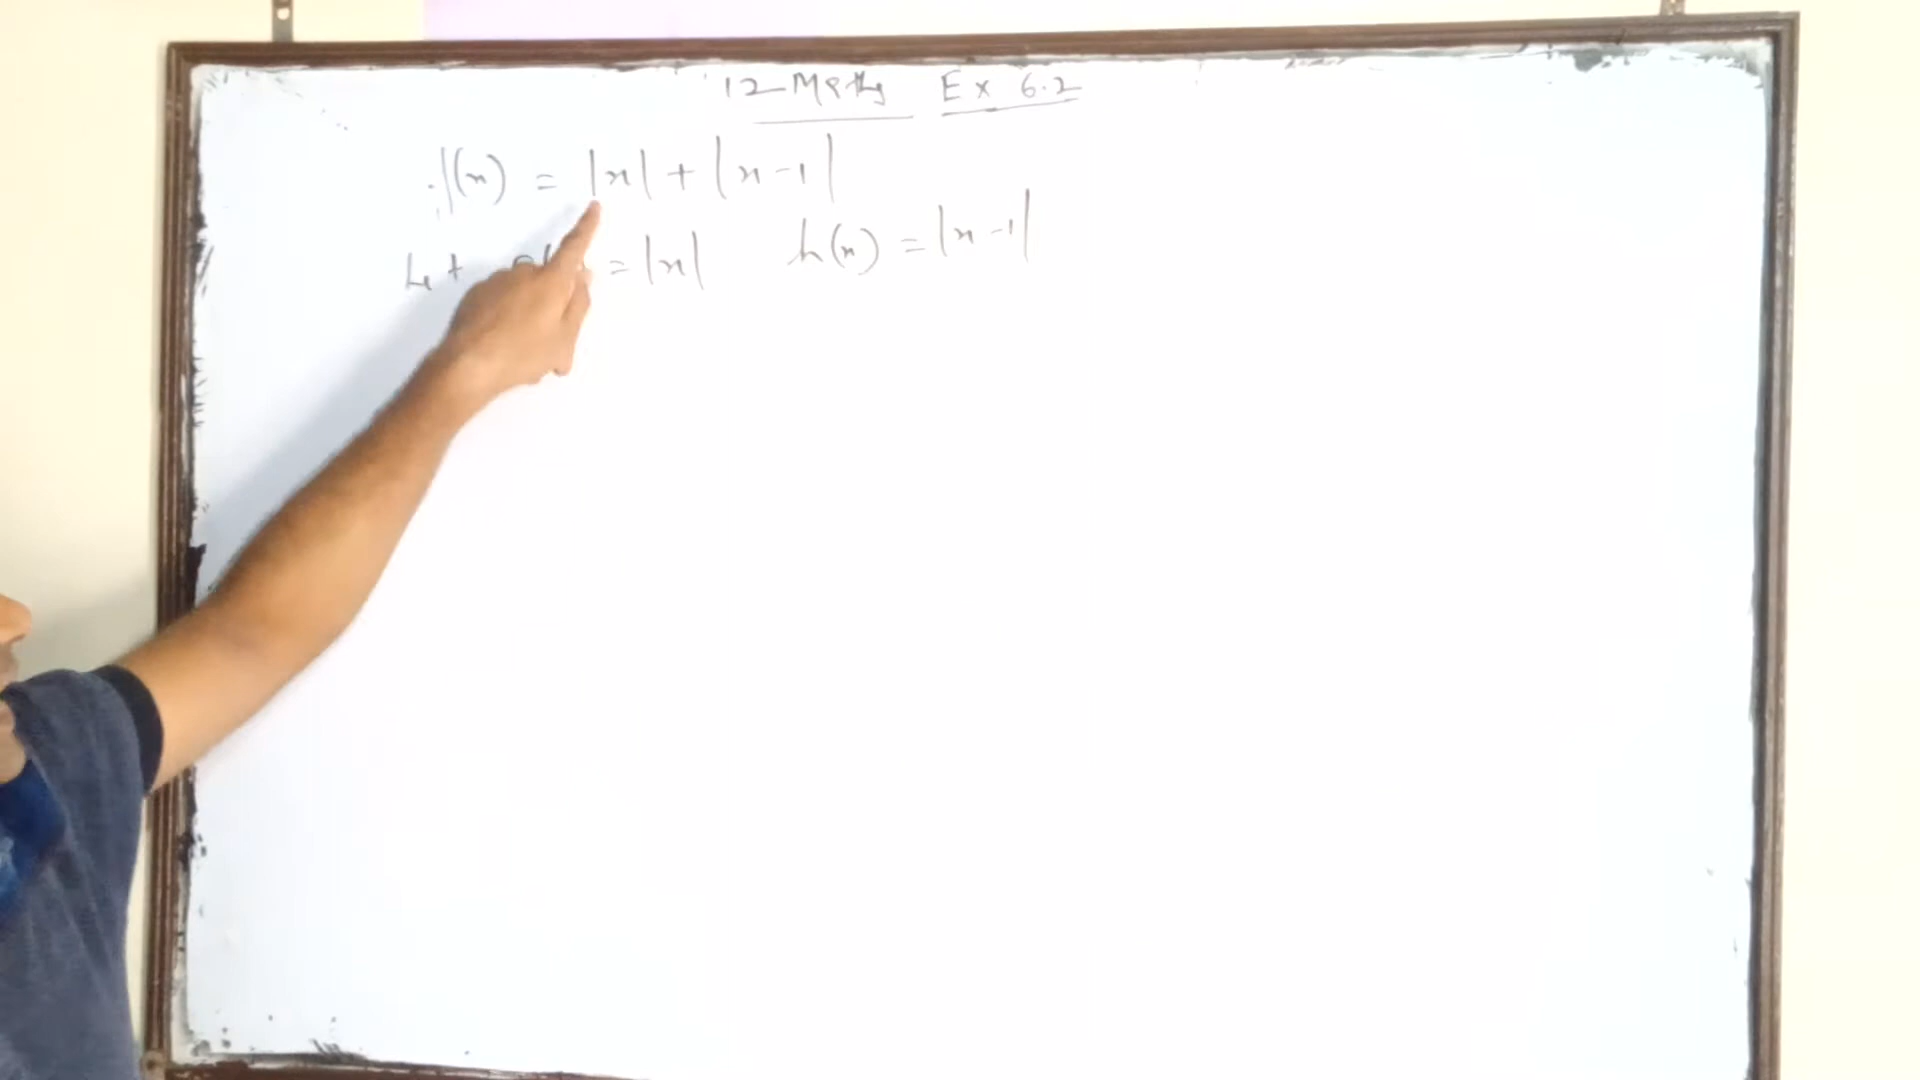 12 Maths Ex 6.2
f(x) = |x| + |x-1|
Let = |x| h(x) = |x-1|